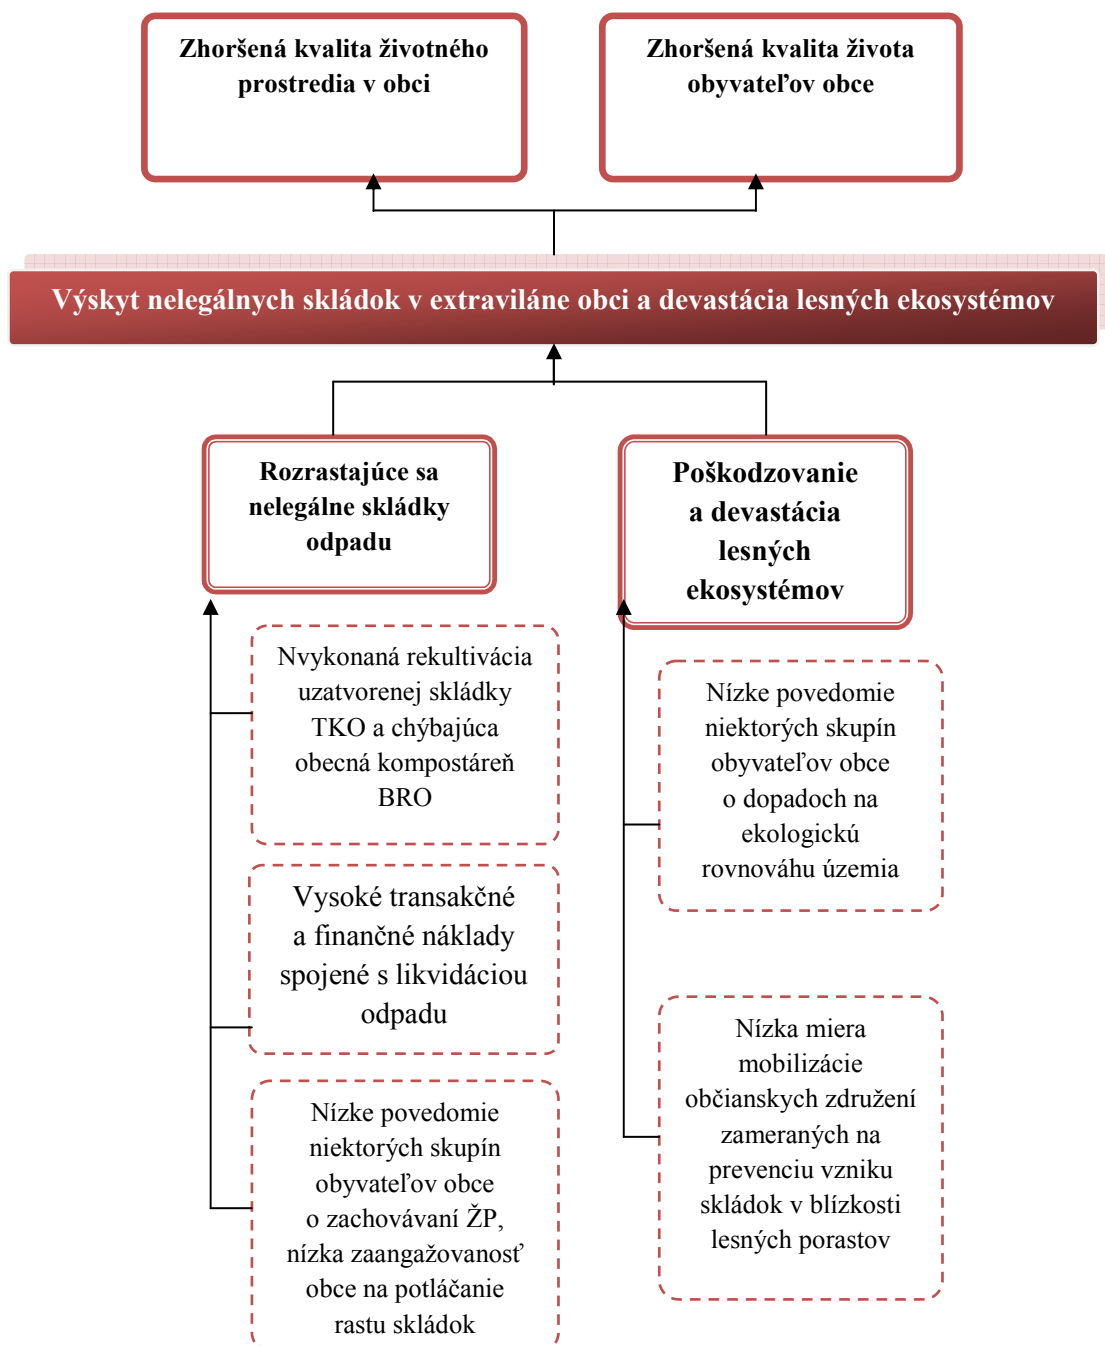 Zhoršená kvalita životného
prostredia v obci
Zhoršená kvalita života
obyvateľov obce
Výskyt nelegálnych skládok v extraviláne obci a devastácia lesných ekosystémov
Rozrastajúce sa
nelegálne skládky
odpadu
Poškodzovanie
a devastácia
lesných
ekosystémov
Nvykonaná rekultivácia
uzatvorenej skládky
TKO a chýbajúca
obecná kompostáreň
BRO
Vysoké transakčné
a finančné náklady
spojené s likvidáciou
odpadu
Nízke povedomie
niektorých skupín
obyvateľov obce
o zachovávaní ŽP,
nízka zaangažovanosť
obce na potláčanie
rastu skládok
Nízke povedomie
niektorých skupín
obyvateľov obce
o dopadoch na
ekologickú
rovnováhu územia
Nízka miera
mobilizácie
občianskych združení
zameraných na
prevenciu vzniku
skládok v blízkosti
lesných porastov